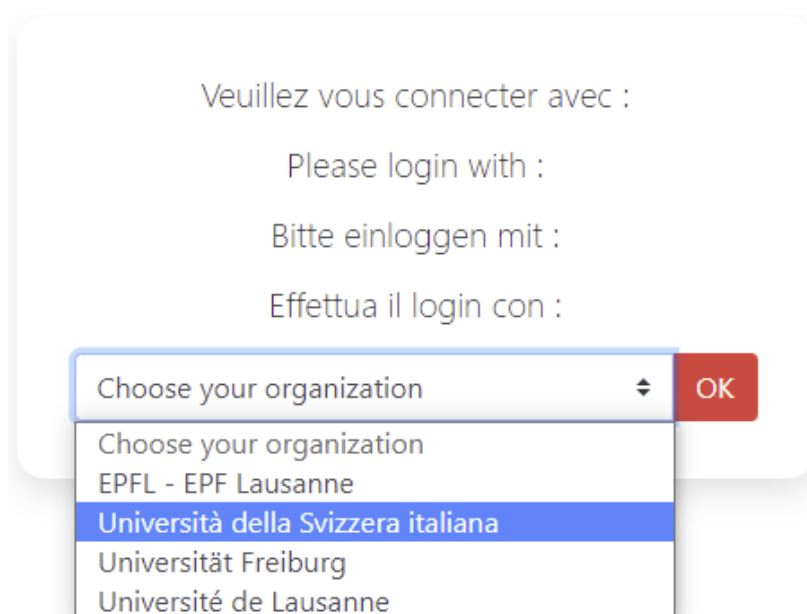 Veuillez vous connecter avec :
Please login with :
Bitte einloggen mit :
Effettua il login con :
Choose your organization OK
Choose your organization
EPFL - EPF Lausanne
Università della Svizzera italiana
Universität Freiburg
Université de Lausanne